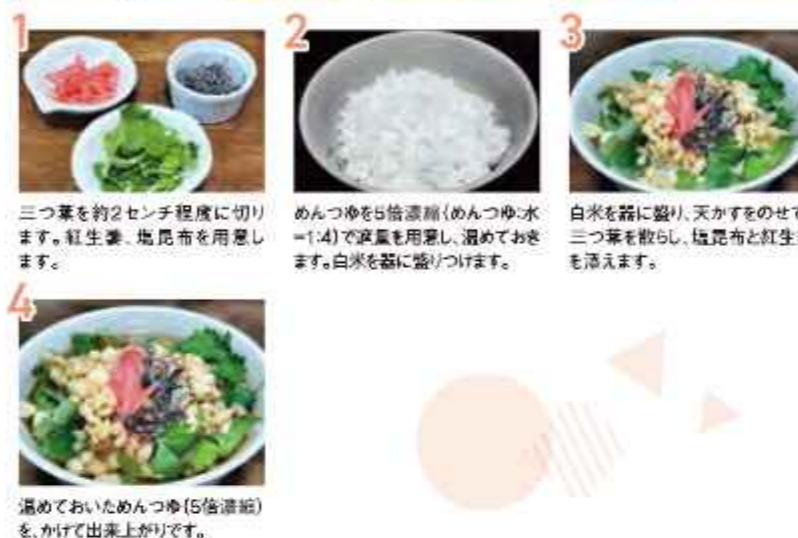 1
三つ葉を約2センチ程度に切り
ます。紅生姜、塩昆布を用意し
ます。
2
めんつゆを5倍濃縮(めんつゆ:水
=1:4)で適量を用意し、温めておき
ます。白米を器に盛りつけます。
3
白米を器に盛り、天かすをのせて
三つ葉を散らし、塩昆布と紅生
を添えます。
4
温めておいためんつゆ(5倍濃縮)
を、かけて出来上がりです。